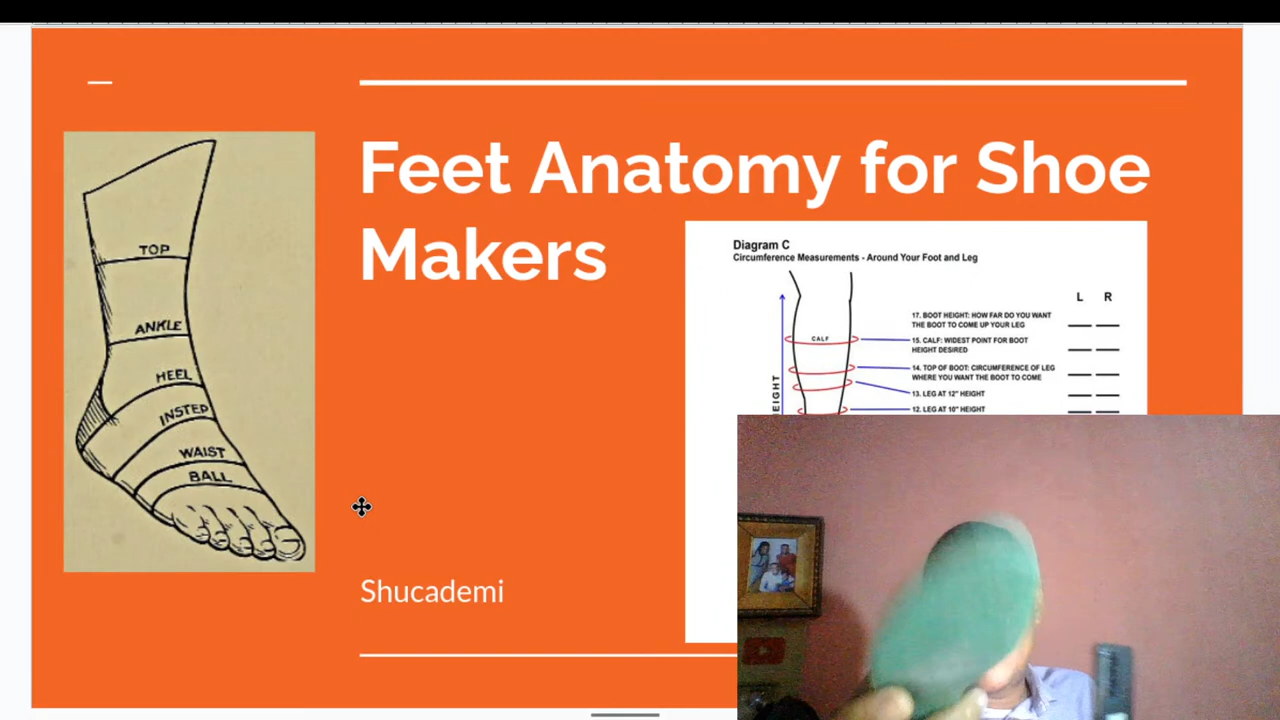 Feet Anatomy for Shoe
Makers
TOP
ANKLE
HEEL
INSTEP
WAIST
BALL
Diagram C
Circumference Measurements - Around Your Foot and Leg
L R
17. BOOT HEIGHT: HOW FAR DO YOU WANT
THE BOOT TO COME UP YOUR LEG
CALF
15. CALF: WIDEST POINT FOR BOOT
HEIGHT DESIRED
14. TOP OF BOOT: CIRCUMFERENCE OF LEG
WHERE YOU WANT THE BOOT TO COME
13. LEG AT 12" HEIGHT
12. LEG AT 10" HEIGHT
EIGHT
Shucademi